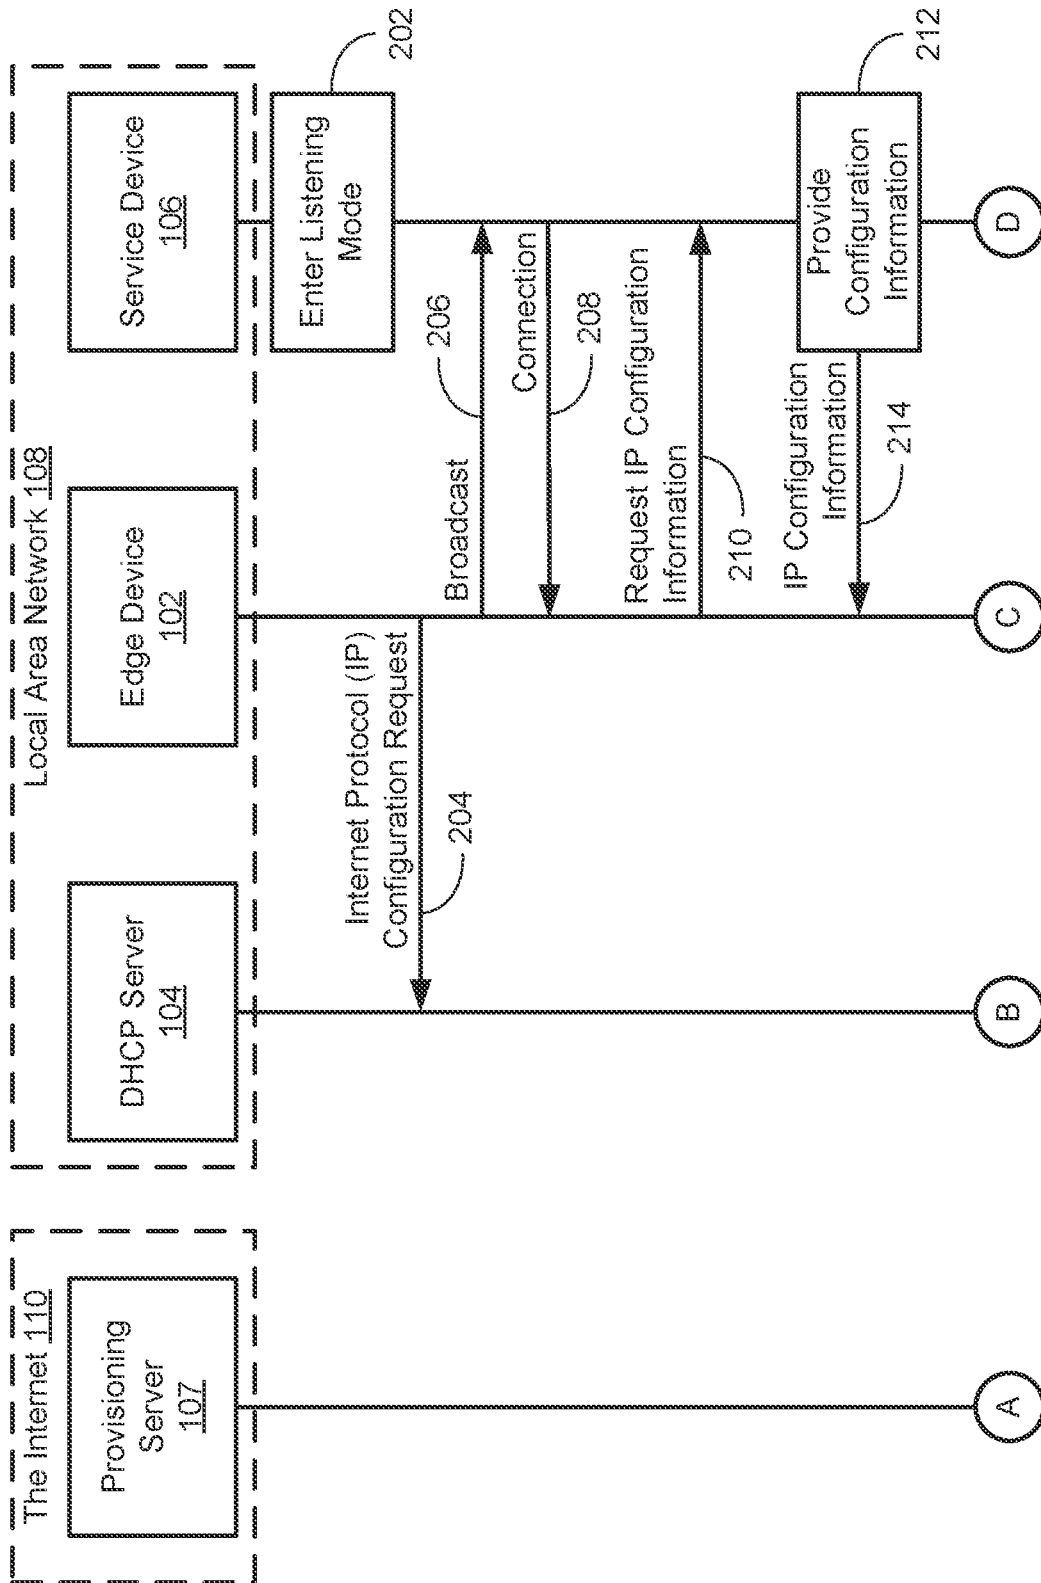 The Internet 110
Local Area Network 108
Provisioning
Server
107
DHCP Server
104
Edge Device
102
Service Device
106
Enter Listening
Mode
202
Internet Protocol (IP)
Configuration Request
204
Broadcast
206
Connection
208
Request IP Configuration
Information
210
Provide
Configuration
Information
212
IP Configuration
Information
214
A
B
C
D